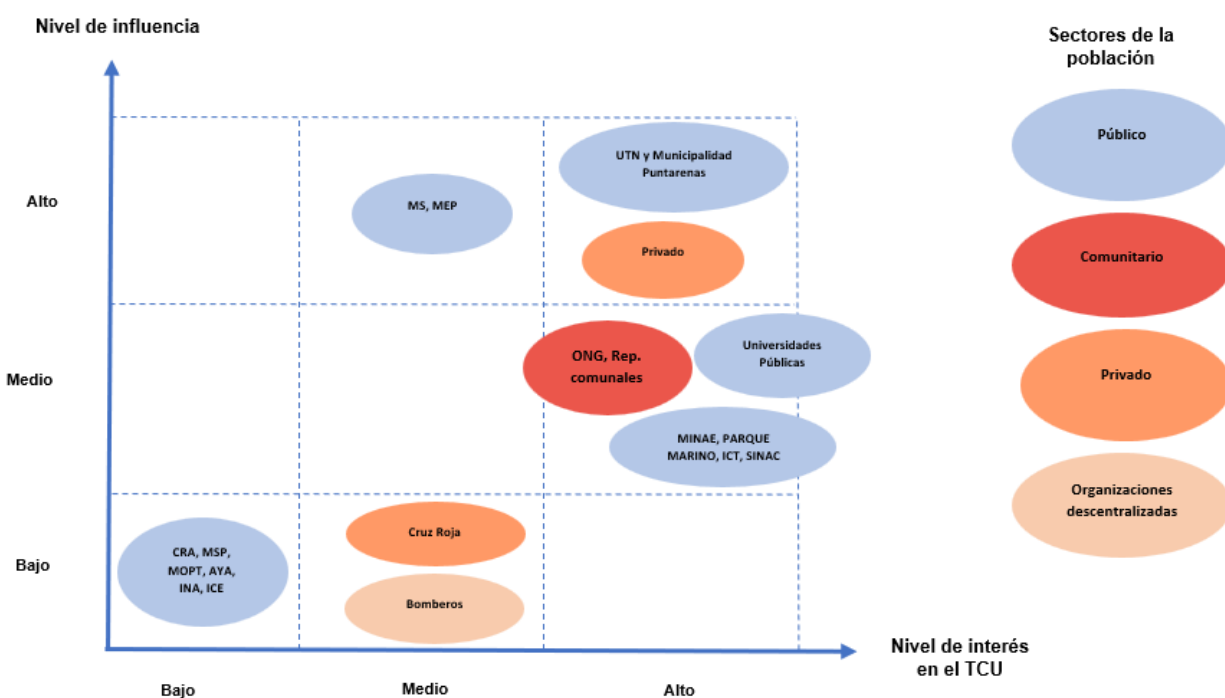 Nivel de influencia
Sectores de la
población
Público
UTN y Municipalidad
Puntarenas
Alto
MS, MEP
Privado
Comunitario
Medio
ONG, Rep.
comunales
Universidades
Públicas
Privado
MINAE, PARQUE
MARINO, ICT, SINAC
Organizaciones
descentralizadas
Bajo
CRA, MSP,
MOPT, AYA,
INA, ICE
Cruz Roja
Bomberos
Nivel de interés
en el TCU
Bajo
Medio
Alto